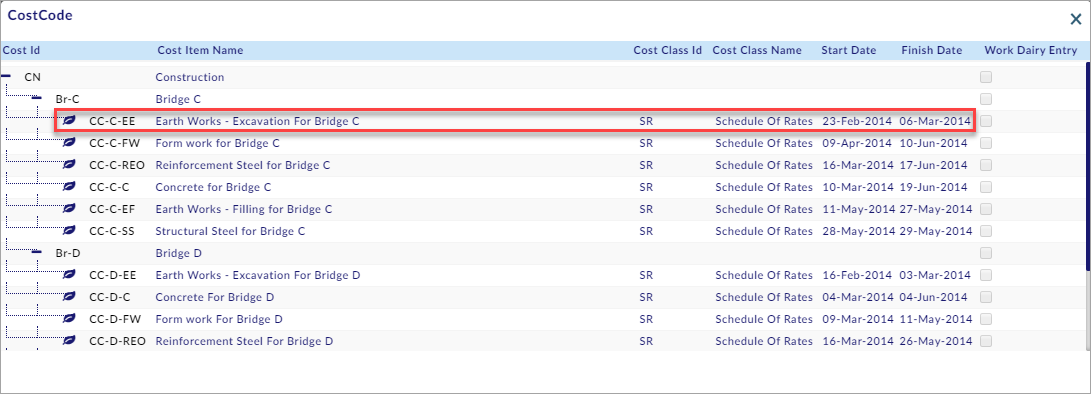 CostCode
Cost Id Cost Item Name Cost Class Id Cost Class Name Start Date Finish Date Work Dairy Entry
CN Construction
Br-C Bridge C
CC-C-EE Earth Works - Excavation For Bridge C SR Schedule Of Rates 23-Feb-2014 06-Mar-2014
CC-C-FW Form work for Bridge C SR Schedule Of Rates 09-Apr-2014 10-Jun-2014
CC-C-REO Reinforcement Steel for Bridge C SR Schedule Of Rates 16-Mar-2014 17-Jun-2014
CC-C-C Concrete for Bridge C SR Schedule Of Rates 10-Mar-2014 19-Jun-2014
CC-C-EF Earth Works - Filling for Bridge C SR Schedule Of Rates 11-May-2014 27-May-2014
CC-C-SS Structural Steel for Bridge C SR Schedule Of Rates 28-May-2014 29-May-2014
Br-D Bridge D
CC-D-EE Earth Works - Excavation For Bridge D SR Schedule Of Rates 16-Feb-2014 03-Mar-2014
CC-D-C Concrete For Bridge D SR Schedule Of Rates 04-Mar-2014 04-Jun-2014
CC-D-FW Form work For Bridge D SR Schedule Of Rates 09-Mar-2014 11-May-2014
CC-D-REO Reinforcement Steel For Bridge D SR Schedule Of Rates 16-Mar-2014 26-May-2014